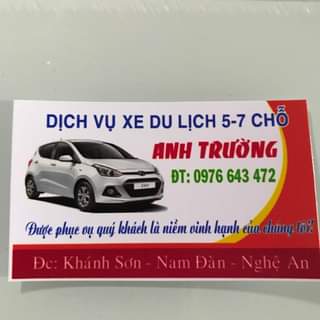 DỊCH VỤ XE DU LỊCH 5-7 CHỖ
ANH TRƯỜNG
ĐT: 0976 643 472
Được phục vụ quý khách là niềm vinh hạnh của chúng tôi!
Đc: Khánh Sơn - Nam Đàn - Nghệ An